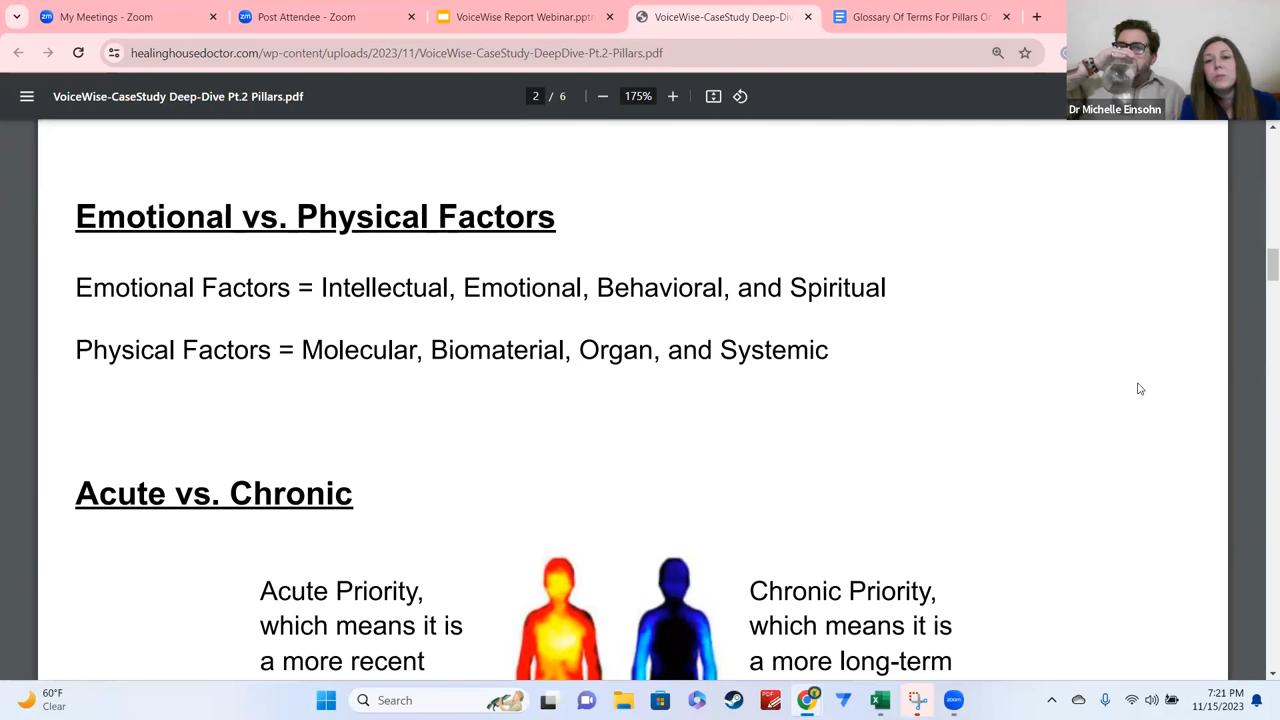 My Meetings - Zoom
Post Attendee - Zoom
VoiceWise Report Webinar.pptx
VoiceWise-CaseStudy Deep-Div
Glossary Of Terms For Pillars Or
healinghousedoctor.com/wp-content/uploads/2023/11/VoiceWise-CaseStudy-DeepDive-Pt.2-Pillars.pdf
VoiceWise-CaseStudy Deep-Dive Pt.2 Pillars.pdf
2 / 6
175%
Dr Michelle Einsohn
Emotional vs. Physical Factors
Emotional Factors = Intellectual, Emotional, Behavioral, and Spiritual
Physical Factors = Molecular, Biomaterial, Organ, and Systemic
Acute vs. Chronic
Acute Priority,
which means it is
a more recent
Chronic Priority,
which means it is
a more long-term
60°F
Clear
Search
7:21 PM
11/15/2023